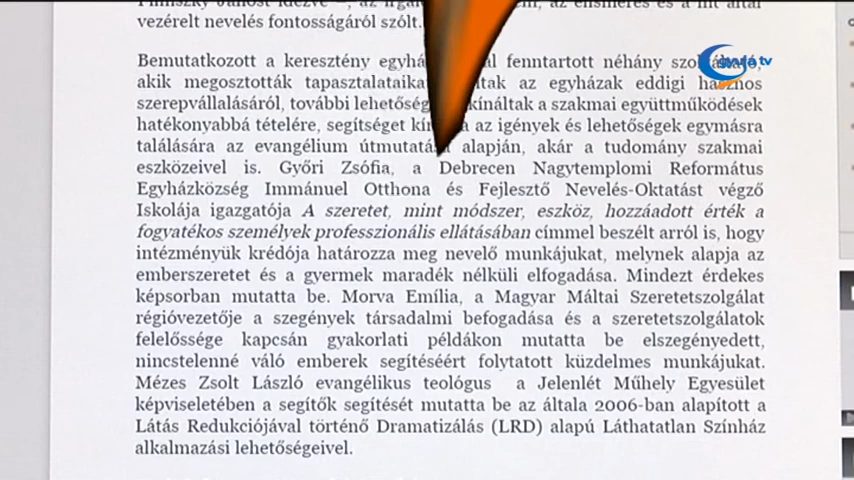 vezérelt nevelés fontosságáról szólt.
gyula tv
Bemutatkozott a keresztény fenntartott néhány
akik megosztották az egyházak eddigi hasznos
szerepvállalásáról, további a szakmai együttműködések
hatékonyabbá tételére, segítséget az igények és lehetőségek egymásra
találására az evangélium útmutatása alapján, akár a tudomány szakmai
eszközeivel is. Győri Zsófia, a Debrecen Nagytemplomi Református
Egyházközség Immánuel Otthona és Fejlesztő Nevelés-Oktatást végző
Iskolája igazgatója A szeretet, mint módszer, eszköz, hozzáadott érték a
fogyatékos személyek professzionális ellátásában címmel beszélt arról is, hogy
intézményük krédója határozza meg nevelő munkájukat, melynek alapja az
emberszeretet és a gyermek maradék nélküli elfogadása. Mindezt érdekes
képsorban mutatta be. Morva Emília, a Magyar Máltai Szeretetszolgálat
régióvezetője a szegények társadalmi befogadása és a szeretetszolgálatok
felelőssége kapcsán gyakorlati példákon mutatta be elszegényedett,
nincstelenné váló emberek segítéséért folytatott küzdelmes munkájukat.
Mézes Zsolt László evangélikus teológus a Jelenlét Műhely Egyesület
képviseletében a segítők segítését mutatta be az általa 2006-ban alapított a
Látás Redukciójával történő Dramatizálás (LRD) alapú Láthatatlan Színház
alkalmazási lehetőségeivel.